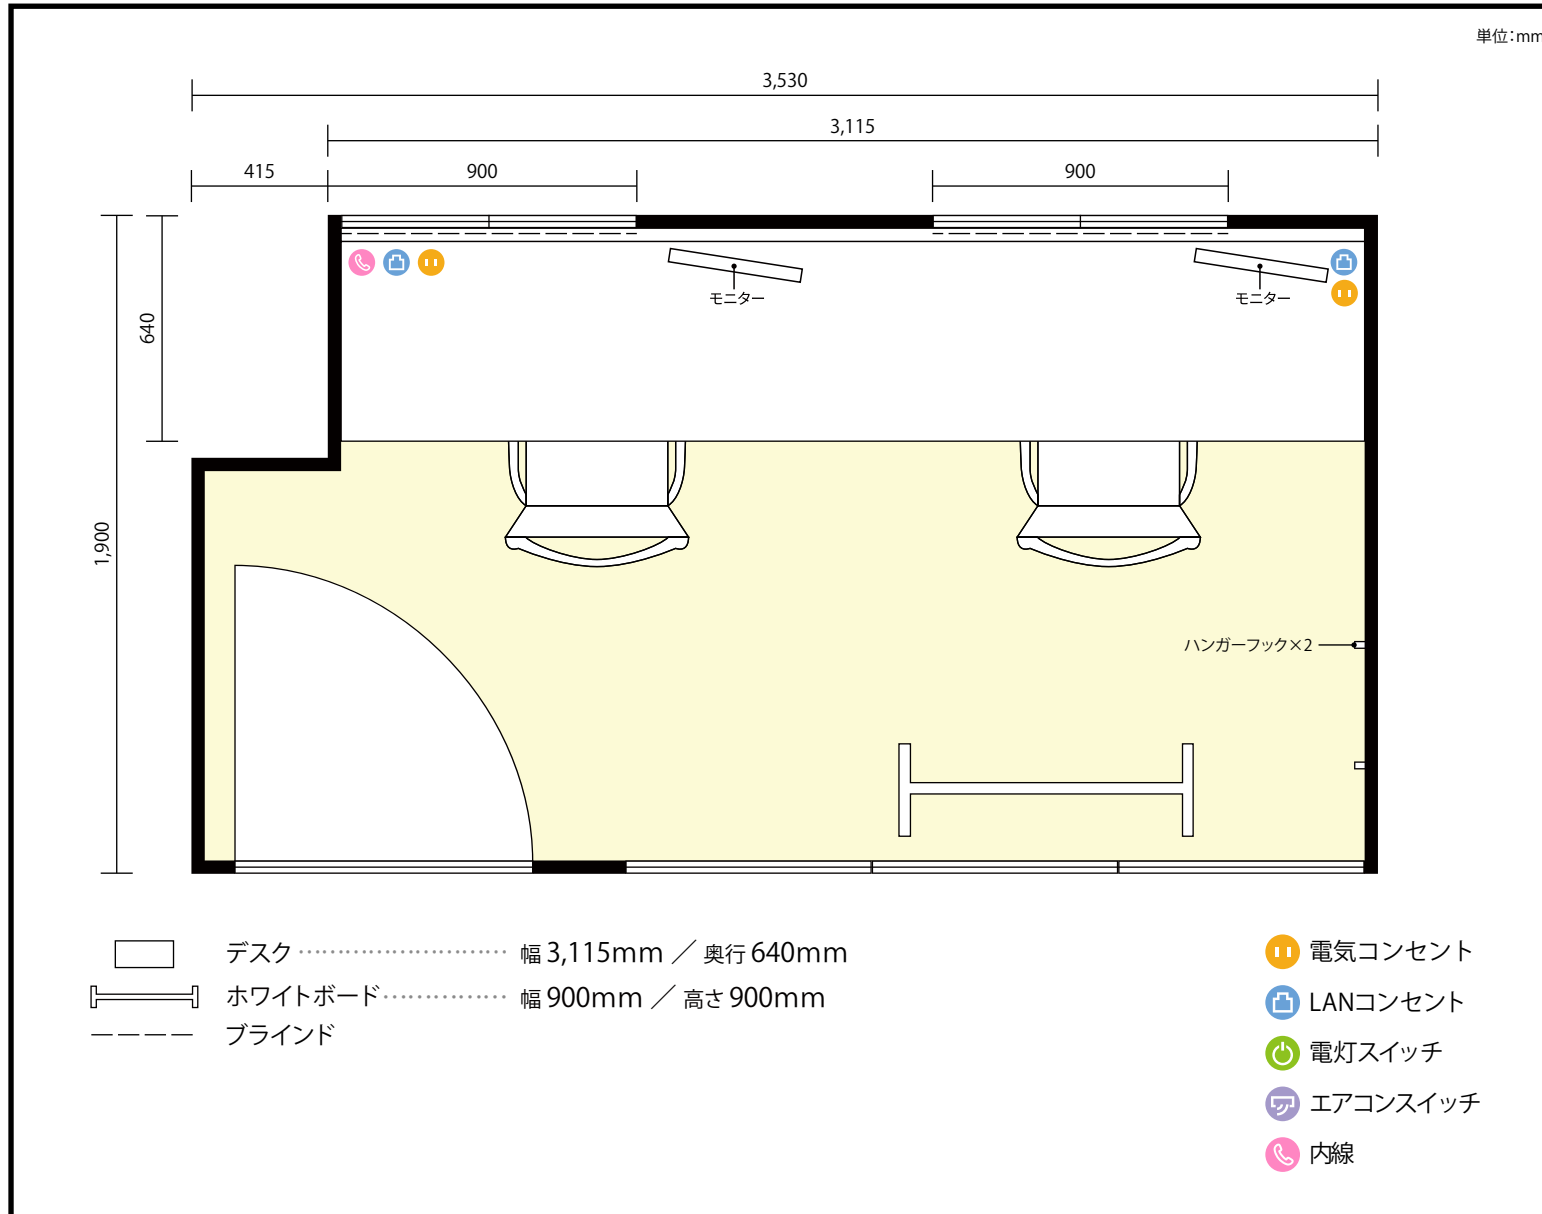 単位：mm
3,530
3,115
415
900
900
640
1,900
モニター
モニター
ハンガーフック×2
デスク ························ 幅 3,115mm ／ 奥行 640mm
ホワイトボード ·············· 幅 900mm ／ 高さ 900mm
ブラインド
電気コンセント
LANコンセント
電灯スイッチ
エアコンスイッチ
内線